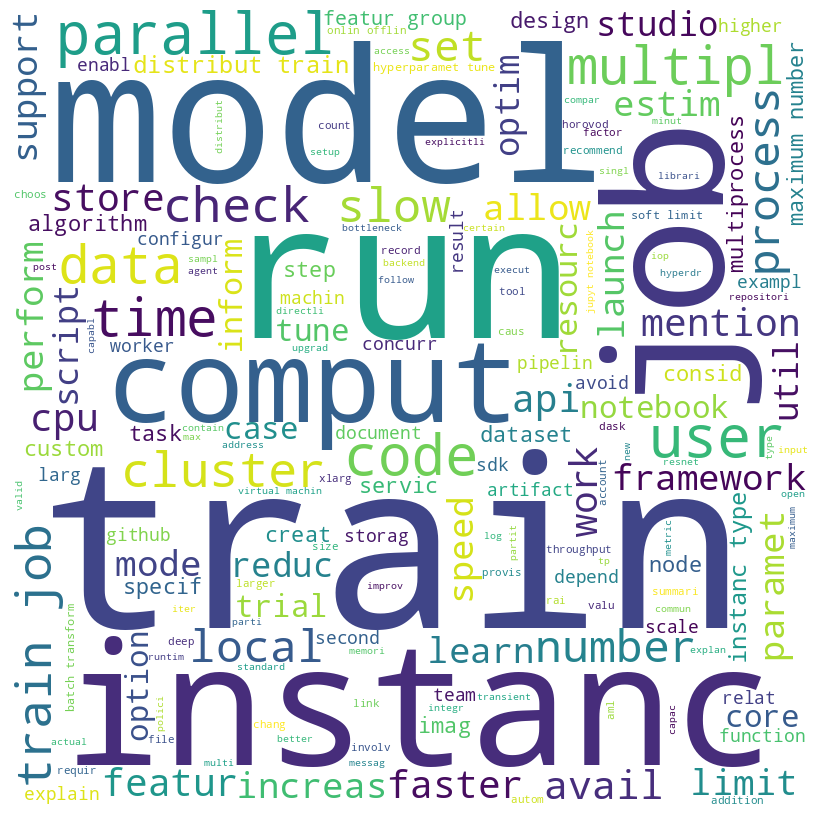 featur group
design
studio
higher
onlin offlin
access
parallel
set
support
enabl
distribut train
hyperparamet tune
multipl
model
optim
compar
estim
maximum number
distribut
count
setup
explicitli
horovod
factor
recommend
minut
singl
librari
process
multiprocess
job
choos
store
check
slow
allow
algorithm
configur
bottleneck
result
certain
soft limit
launch
exampl
data
run
record
backend
step
inform
sampl
agent
follow
execut
tool
resourc
jupyt notebook
iop
hyperdr
repositori
post
capabl
perform
time
machin
directli
tune
caus
mention
script
worker
upgrad
concurr
comput
pipelin
avoid
consid
util
cpu
api
notebook
custom
task
contain
max
case
document
dataset
address
dask
user
new
resnet
type
input
account
code
larg
cluster
xlarg
sdk
servic
artifact
work
framework
open
maximum
valid
virtual machin
train
speed
github
creat
storag
size
log
partit
throughput
metric
summari
mode
reduc
provis
tp
node
instanc type
paramet
specif
larger
improv
depend
rai
valu
commun
iter
trial
parti
scale
train job
batch transform
option
deep
runtim
local
second
memori
standard
learn
number
explan
instanc
team
transient
integr
relat
core
function
polici
link
imag
aml
capac
actual
chang
file
better
involv
requir
multi
messag
explain
featur
increas
faster
avail
limit
autom
addition